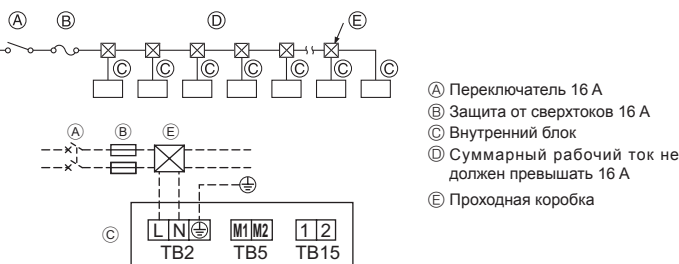 Ⓐ Ⓑ Ⓓ Ⓔ
Ⓒ Ⓒ Ⓒ Ⓒ Ⓒ Ⓒ Ⓒ
Ⓐ Ⓑ Ⓔ
Ⓒ L N M1 M2 1 2
TB2 TB5 TB15
Ⓐ Переключатель 16 А
Ⓑ Защита от сверхтоков 16 А
Ⓒ Внутренний блок
Ⓓ Суммарный рабочий ток не
должен превышать 16 А
Ⓔ Проходная коробка